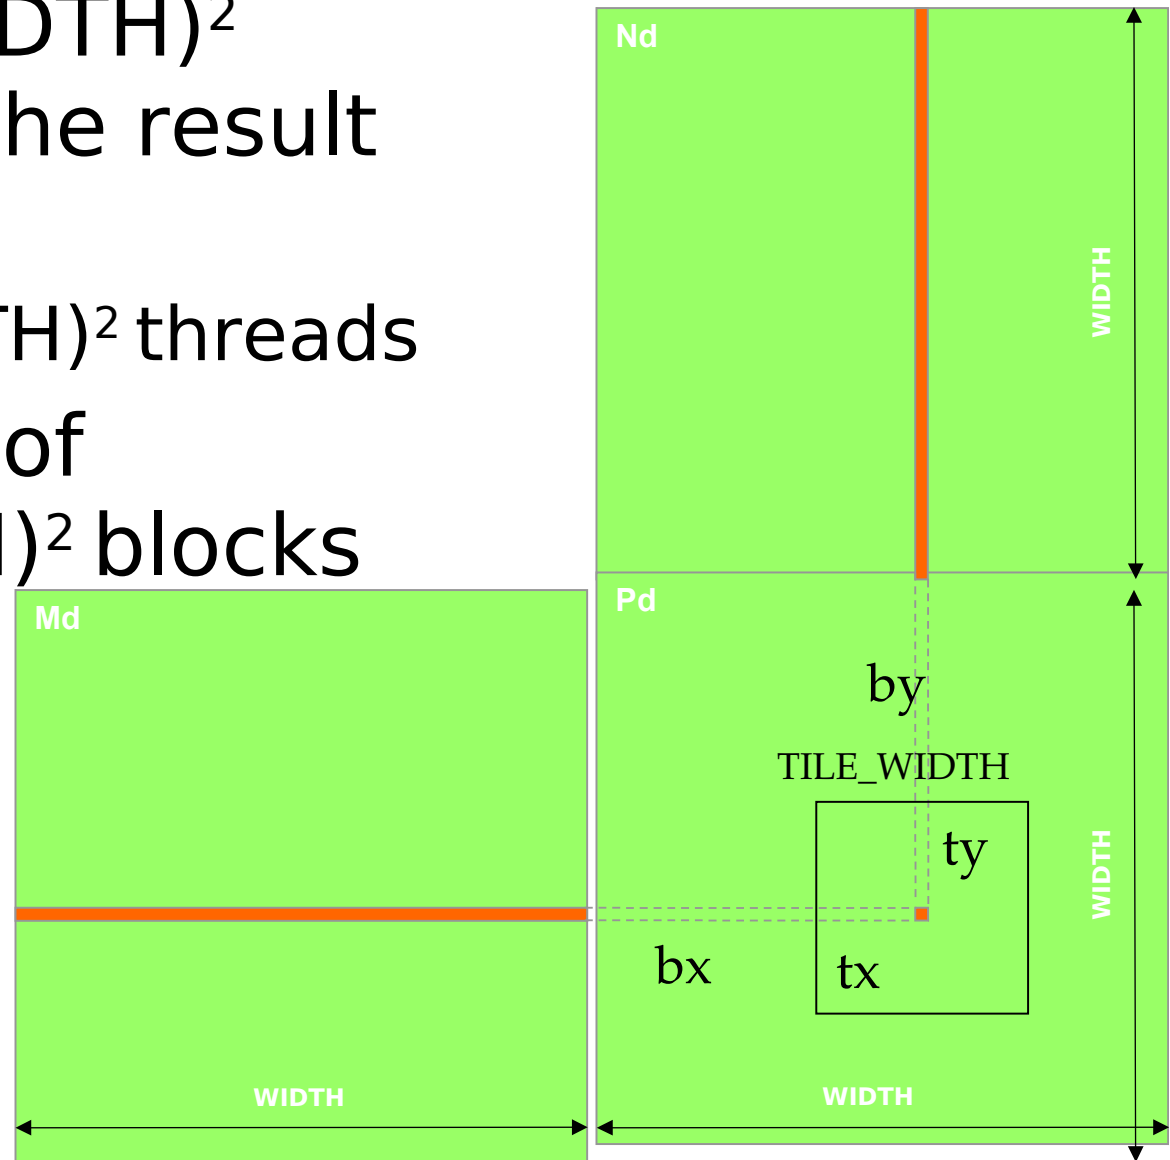 DTH)²
he result
TH)² threads
of
)² blocks
Nd
WIDTH
Md
Pd
by
TILE_WIDTH
ty
WIDTH
bx
tx
WIDTH
WIDTH